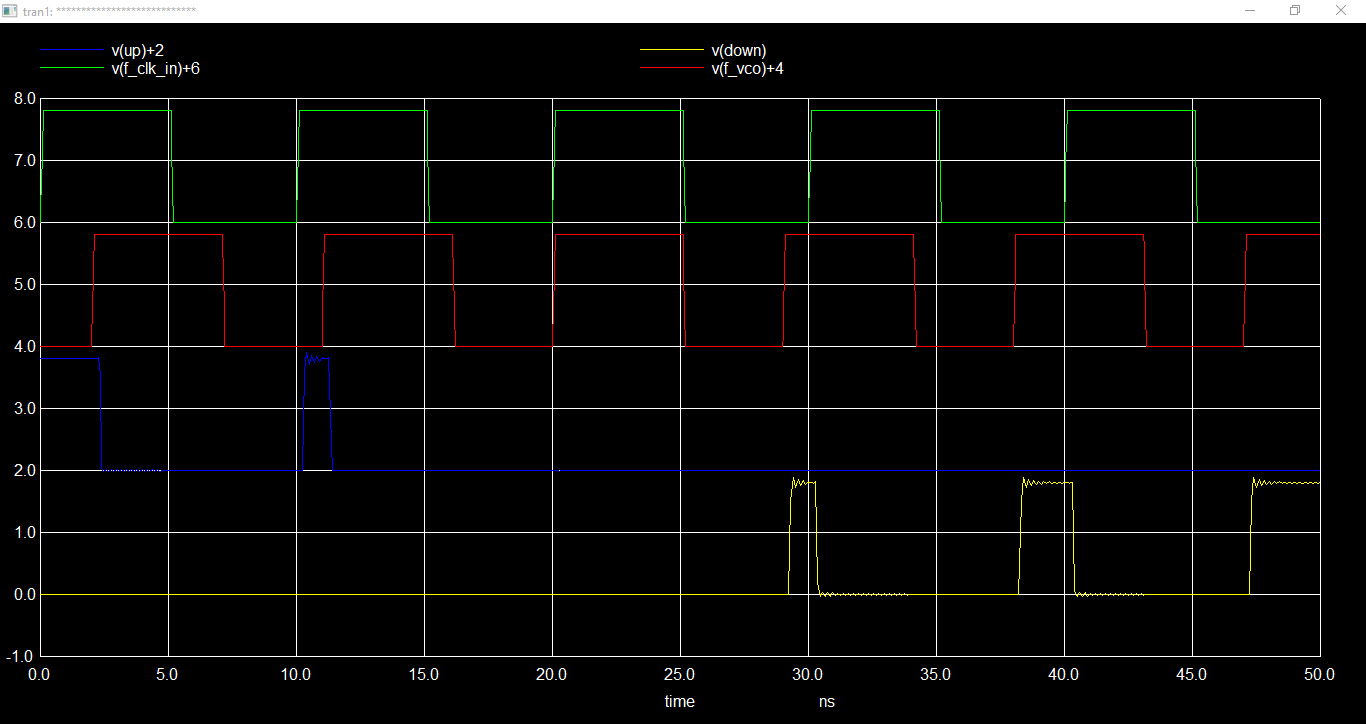 tran1: ****************************
v(up)+2 v(down)
v(f_clk_in)+6 v(f_vco)+4
8.0
7.0
6.0
5.0
4.0
3.0
2.0
1.0
0.0
-1.0
0.0 5.0 10.0 15.0 20.0 25.0 30.0 35.0 40.0 45.0 50.0
time ns